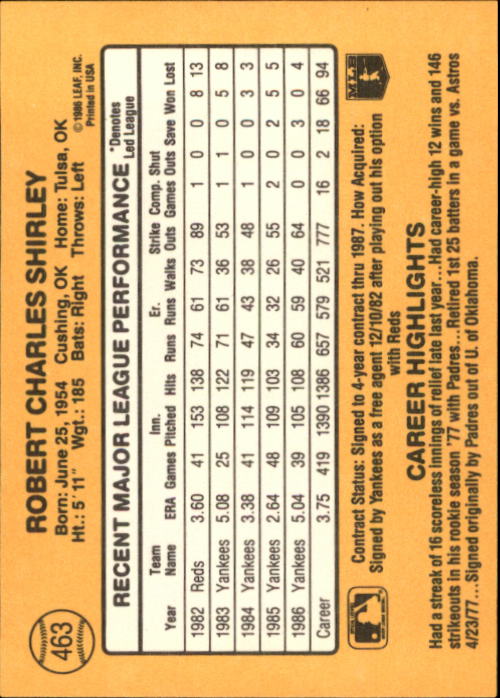 463
ROBERT CHARLES SHIRLEY
Born: June 25, 1954 Cushing, OK Home: Tulsa, OK
Ht.: 5' 11" Wgt.: 185 Bats: Right Throws: Left
© 1986 LEAF, INC.
Printed in USA
RECENT MAJOR LEAGUE PERFORMANCE *Denotes Led League
Year Team Name ERA Games Inn. Pitched Hits Runs Er. Runs Walks Strike Outs Comp. Games Shut Outs Save Won Lost
1982 Reds 3.60 41 153 138 74 61 73 89 1 0 0 8 13
1983 Yankees 5.08 25 108 122 71 61 36 53 1 1 0 5 8
1984 Yankees 3.38 41 114 119 47 43 38 48 1 0 0 3 3
1985 Yankees 2.64 48 109 103 34 32 26 55 2 0 2 5 5
1986 Yankees 5.04 39 105 108 60 59 40 64 0 0 3 0 4
Career 3.75 419 1390 1386 657 579 521 777 16 2 18 66 94
Contract Status: Signed to 4-year contract thru 1987. How Acquired:
Signed by Yankees as a free agent 12/10/82 after playing out his option
with Reds
MLB
CAREER HIGHLIGHTS
Had a streak of 16 scoreless innings of relief late last year...Had career-high 12 wins and 146
strikeouts in his rookie season '77 with Padres...Retired 1st 25 batters in a game vs. Astros
4/23/77...Signed originally by Padres out of U. of Oklahoma.